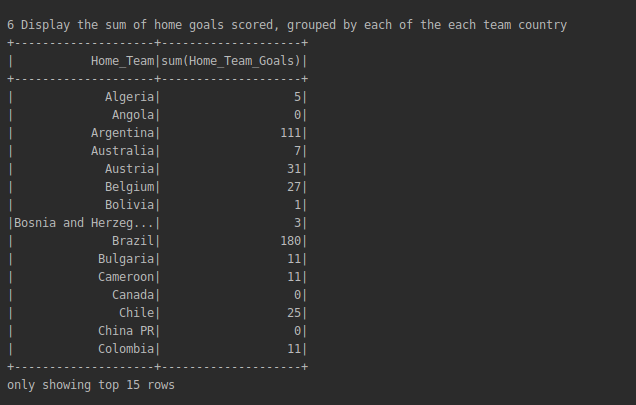 6 Display the sum of home goals scored, grouped by each of the each team country
+--------------------+--------------------+
|           Home_Team|sum(Home_Team_Goals)|
+--------------------+--------------------+
|             Algeria|                   5|
|              Angola|                   0|
|           Argentina|                 111|
|           Australia|                   7|
|             Austria|                  31|
|             Belgium|                  27|
|             Bolivia|                   1|
|Bosnia and Herzeg...|                   3|
|              Brazil|                 180|
|            Bulgaria|                  11|
|            Cameroon|                  11|
|              Canada|                   0|
|               Chile|                  25|
|            China PR|                   0|
|            Colombia|                  11|
+--------------------+--------------------+
only showing top 15 rows